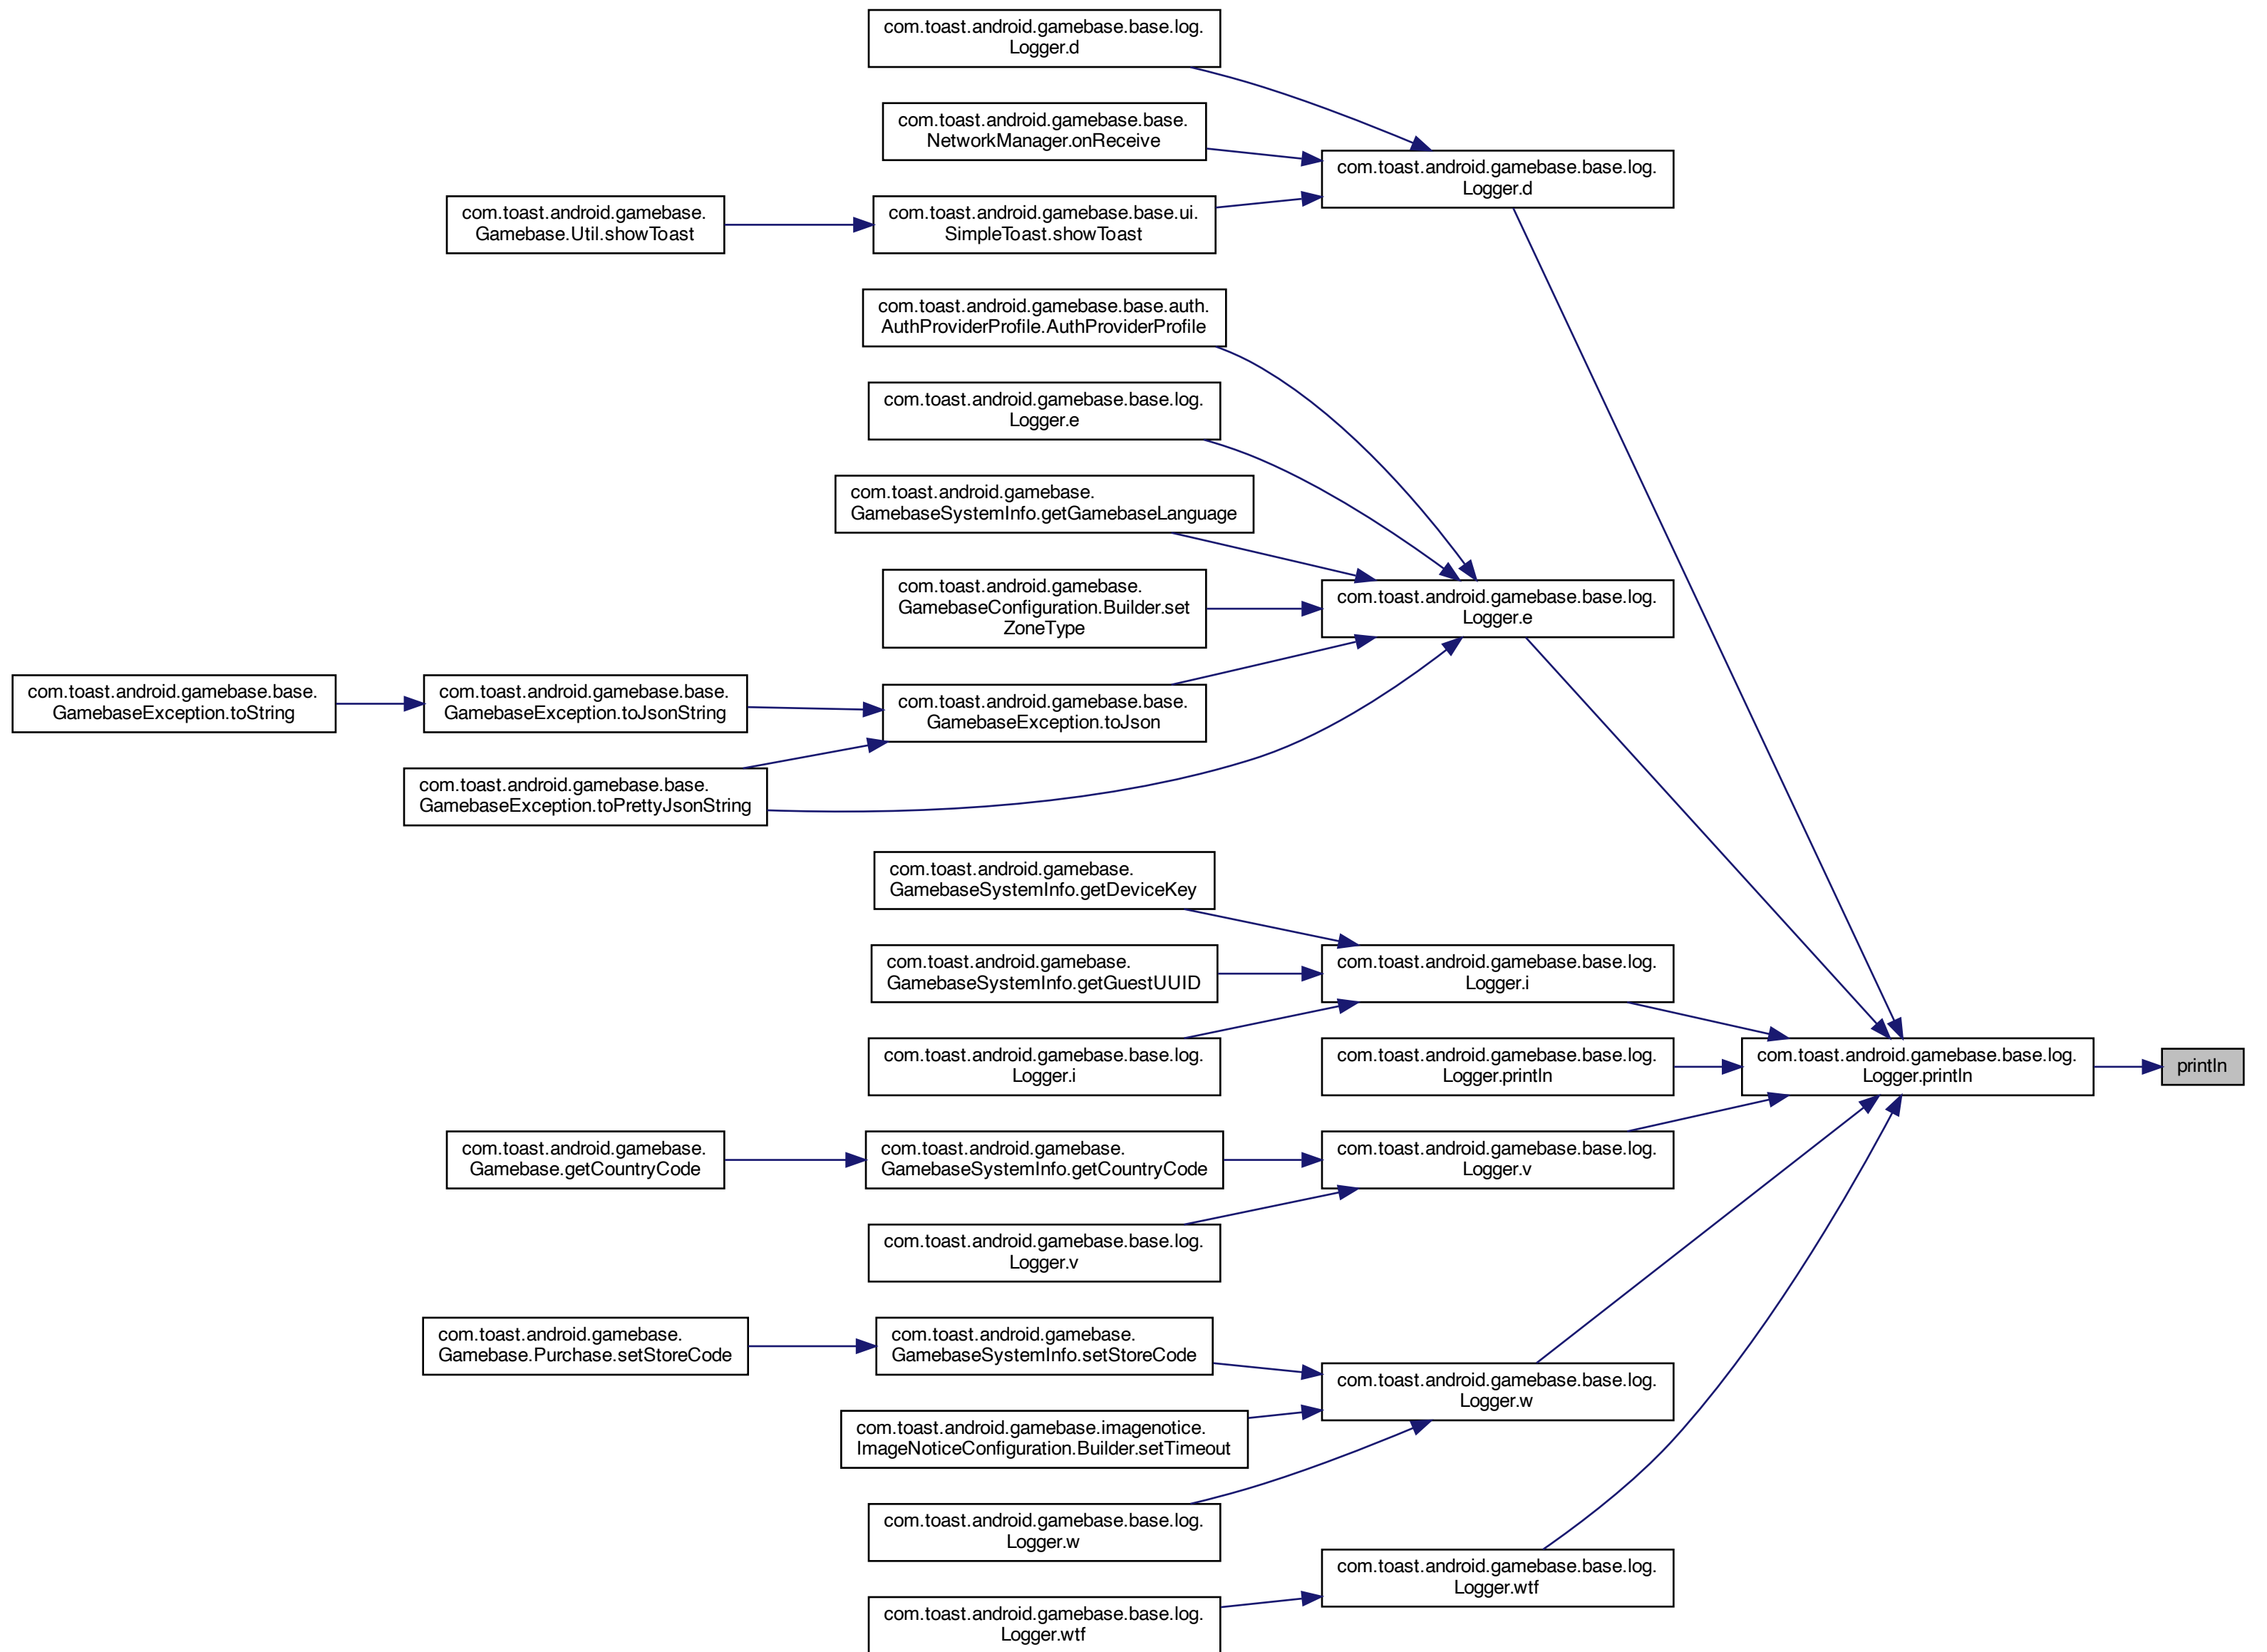 com.toast.android.gamebase.base.log.
Logger.d
com.toast.android.gamebase.base.
NetworkManager.onReceive
com.toast.android.gamebase.base.log.
Logger.d
com.toast.android.gamebase.
Gamebase.Util.showToast
com.toast.android.gamebase.base.ui.
SimpleToast.showToast
com.toast.android.gamebase.base.auth.
AuthProviderProfile.AuthProviderProfile
com.toast.android.gamebase.base.log.
Logger.e
com.toast.android.gamebase.
GamebaseSystemInfo.getGamebaseLanguage
com.toast.android.gamebase.
GamebaseConfiguration.Builder.set
ZoneType
com.toast.android.gamebase.base.log.
Logger.e
com.toast.android.gamebase.base.
GamebaseException.toString
com.toast.android.gamebase.base.
GamebaseException.toJsonString
com.toast.android.gamebase.base.
GamebaseException.toJson
com.toast.android.gamebase.base.
GamebaseException.toPrettyJsonString
com.toast.android.gamebase.
GamebaseSystemInfo.getDeviceKey
com.toast.android.gamebase.
GamebaseSystemInfo.getGuestUUID
com.toast.android.gamebase.base.log.
Logger.i
com.toast.android.gamebase.base.log.
Logger.i
com.toast.android.gamebase.base.log.
Logger.println
com.toast.android.gamebase.base.log.
Logger.println
println
com.toast.android.gamebase.
Gamebase.getCountryCode
com.toast.android.gamebase.
GamebaseSystemInfo.getCountryCode
com.toast.android.gamebase.base.log.
Logger.v
com.toast.android.gamebase.base.log.
Logger.v
com.toast.android.gamebase.
Gamebase.Purchase.setStoreCode
com.toast.android.gamebase.
GamebaseSystemInfo.setStoreCode
com.toast.android.gamebase.base.log.
Logger.w
com.toast.android.gamebase.imagenotice.
ImageNoticeConfiguration.Builder.setTimeout
com.toast.android.gamebase.base.log.
Logger.w
com.toast.android.gamebase.base.log.
Logger.wtf
com.toast.android.gamebase.base.log.
Logger.wtf